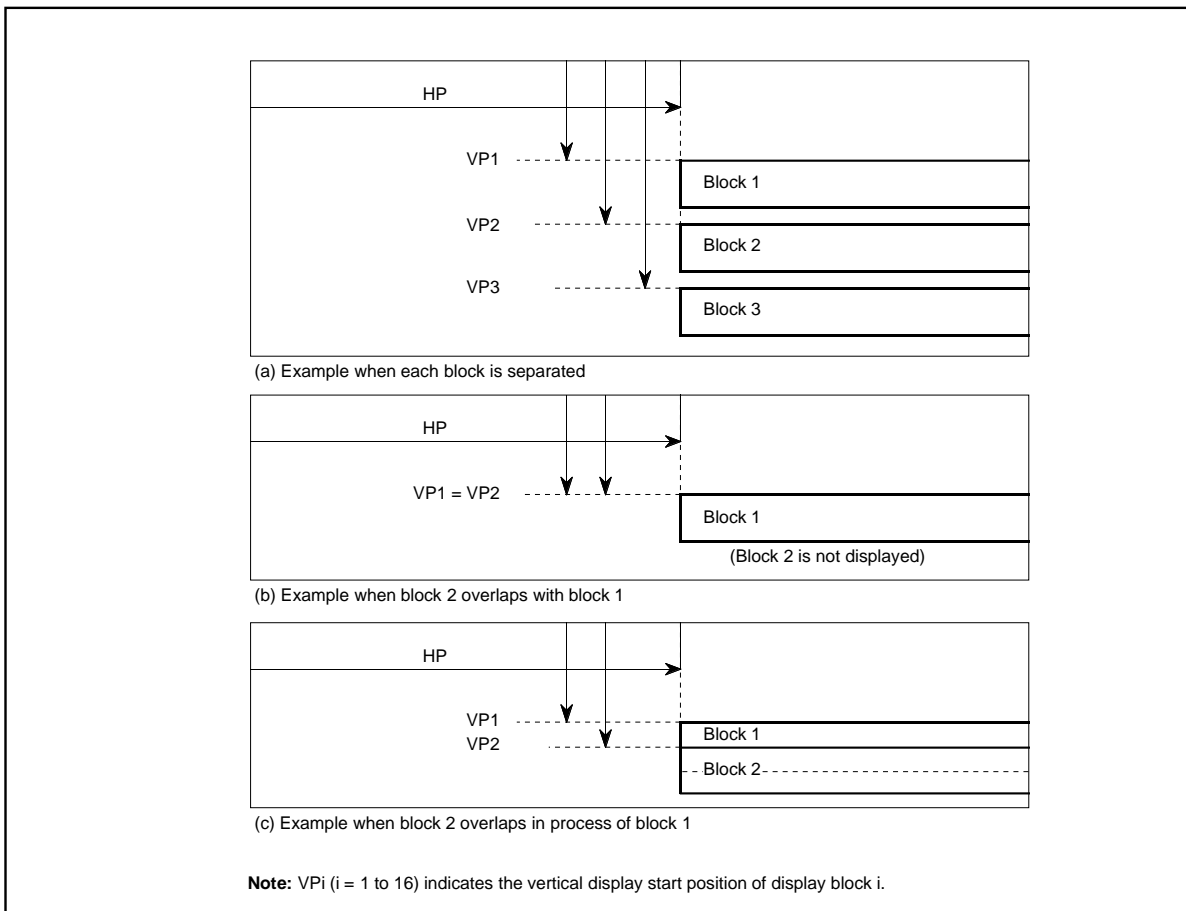 HP
VP1
Block 1
VP2
Block 2
VP3
Block 3
(a) Example when each block is separated
HP
VP1 = VP2
Block 1
(Block 2 is not displayed)
(b) Example when block 2 overlaps with block 1
HP
VP1
Block 1
VP2
Block 2
(c) Example when block 2 overlaps in process of block 1
Note: VPi (i = 1 to 16) indicates the vertical display start position of display block i.